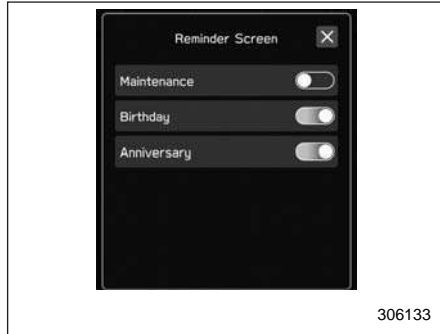 Reminder Screen
Maintenance
Birthday
Anniversary
306133